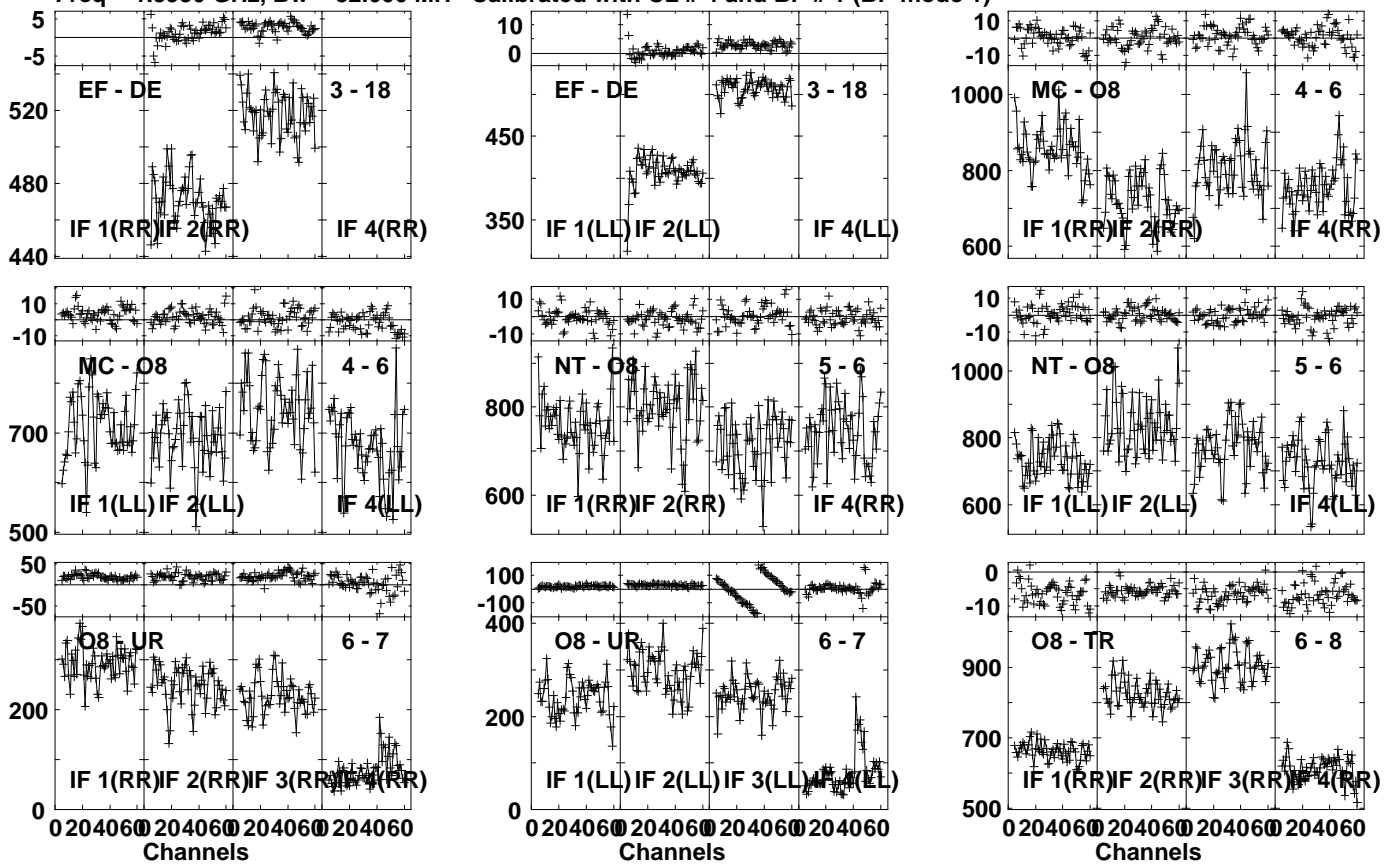 5
0
-5
EF - DE
3 - 18
520
480
440
IF 1(RR)
IF 2(RR)
IF 4(RR)
10
0
EF - DE
3 - 18
450
350
IF 1(LL)
IF 2(LL)
IF 4(LL)
10
0
-10
MC - O8
4 - 6
1000
800
600
IF 1(RR)
IF 2(RR)
IF 4(RR)
10
0
-10
MC - O8
4 - 6
700
500
IF 1(LL)
IF 2(LL)
IF 4(LL)
10
0
-10
NT - O8
5 - 6
800
600
IF 1(RR)
IF 2(RR)
IF 4(RR)
10
0
-10
NT - O8
5 - 6
1000
800
600
IF 1(LL)
IF 2(LL)
IF 4(LL)
50
0
-50
O8 - UR
6 - 7
200
0
IF 1(RR)
IF 2(RR)
IF 3(RR)
IF 4(RR)
0 20 40 60 0 20 40 60 0 20 40 60 0 20 40 60
Channels
100
0
-100
O8 - UR
6 - 7
400
200
0
IF 1(LL)
IF 2(LL)
IF 3(LL)
IF 4(LL)
0 20 40 60 0 20 40 60 0 20 40 60 0 20 40 60
Channels
0
-10
O8 - TR
6 - 8
900
700
500
IF 1(RR)
IF 2(RR)
IF 3(RR)
IF 4(RR)
0 20 40 60 0 20 40 60 0 20 40 60 0 20 40 60
Channels